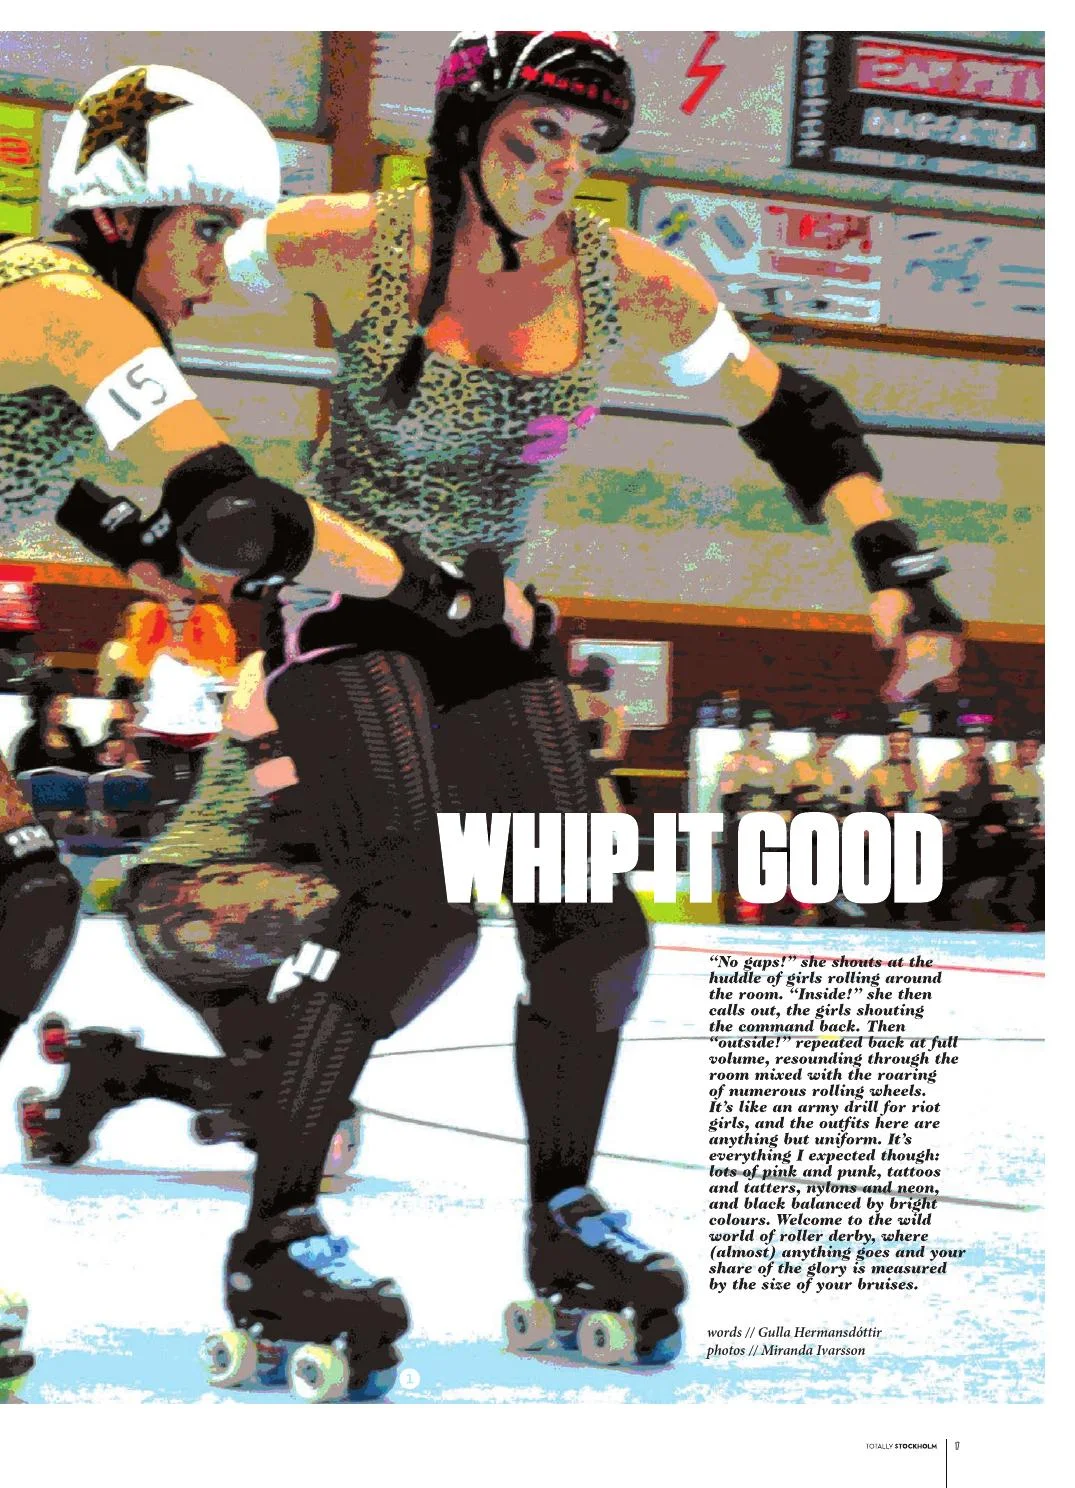 15
WHIP IT GOOD
“No gaps!” she shouts at the
huddle of girls rolling around
the room. “Inside!” she then
calls out, the girls shouting
the command back. Then
“outside!” repeated back at full
volume, resounding through the
room mixed with the roaring
of numerous rolling wheels.
It’s like an army drill for riot
girls, and the outfits here are
anything but uniform. It’s
everything I expected though:
lots of pink and punk, tattoos
and tatters, nylons and neon,
and black balanced by bright
colours. Welcome to the wild
world of roller derby, where
(almost) anything goes and your
share of the glory is measured
by the size of your bruises.
words // Gulla Hermansdóttir
photos // Miranda Ivarsson
1
TOTALLY STOCKHOLM
17